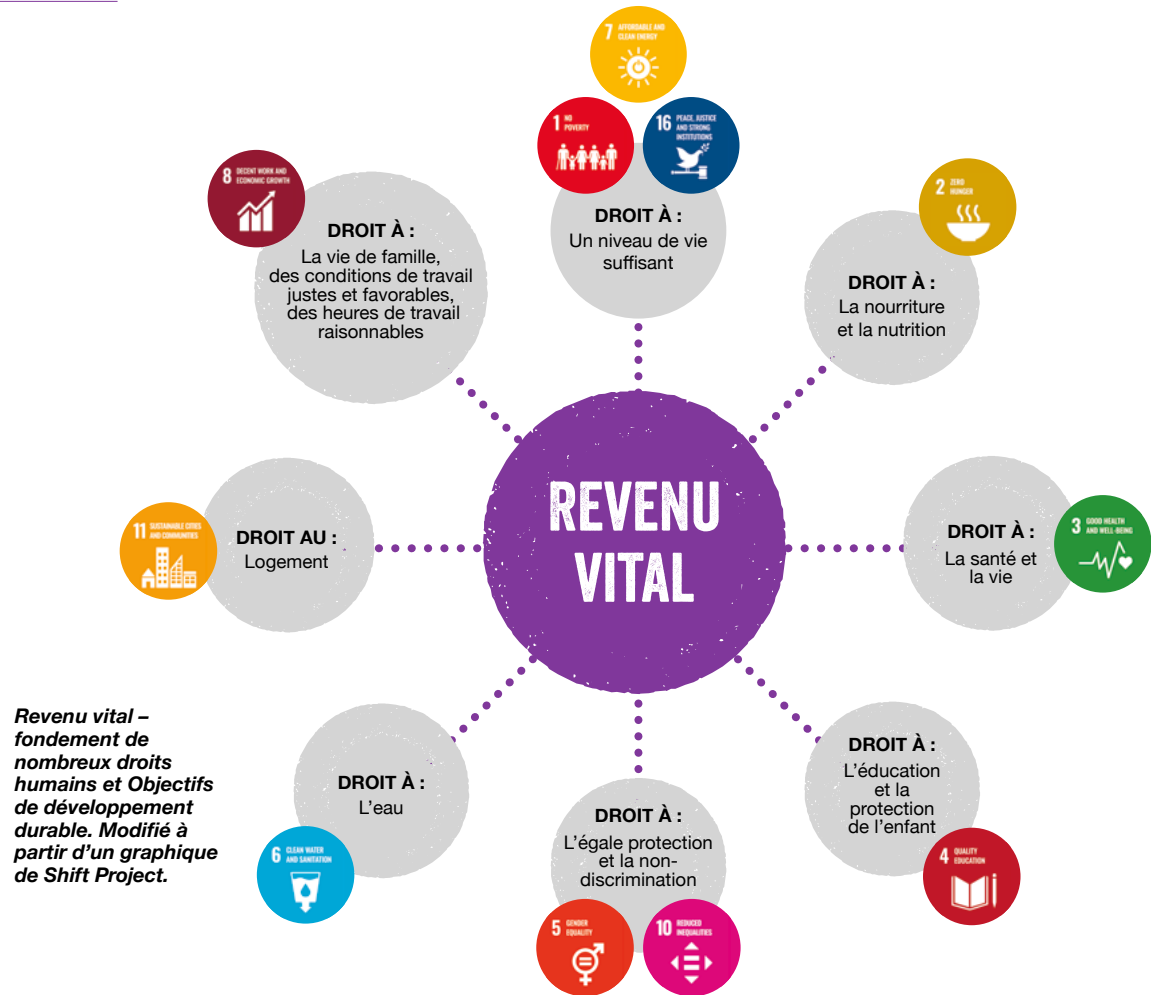 7 AFFORDABLE AND
CLEAN ENERGY
1 NO
POVERTY
16 PEACE, JUSTICE
AND STRONG
INSTITUTIONS
DROIT À :
Un niveau de vie
suffisant
2 ZERO
HUNGER
DROIT À :
La nourriture
et la nutrition
3 GOOD HEALTH
AND WELL-BEING
DROIT À :
La santé et
la vie
DROIT À :
L'éducation
et la
protection
de l'enfant
4 QUALITY
EDUCATION
DROIT À :
L'égale protection
et la non-
discrimination
5 GENDER
EQUALITY
10 REDUCED
INEQUALITIES
DROIT À :
L'eau
6 CLEAN WATER
AND SANITATION
11 SUSTAINABLE CITIES
AND COMMUNITIES
DROIT AU :
Logement
8 DECENT WORK AND
ECONOMIC GROWTH
DROIT À :
La vie de famille,
des conditions de travail
justes et favorables,
des heures de travail
raisonnables
REVENU
VITAL
Revenu vital –
fondement de
nombreux droits
humains et Objectifs
de développement
durable. Modifié à
partir d'un graphique
de Shift Project.